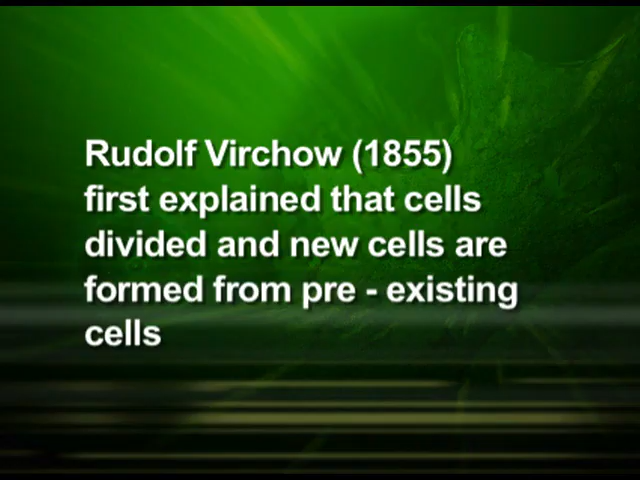 Rudolf Virchow (1855)
first explained that cells
divided and new cells are
formed from pre - existing
cells